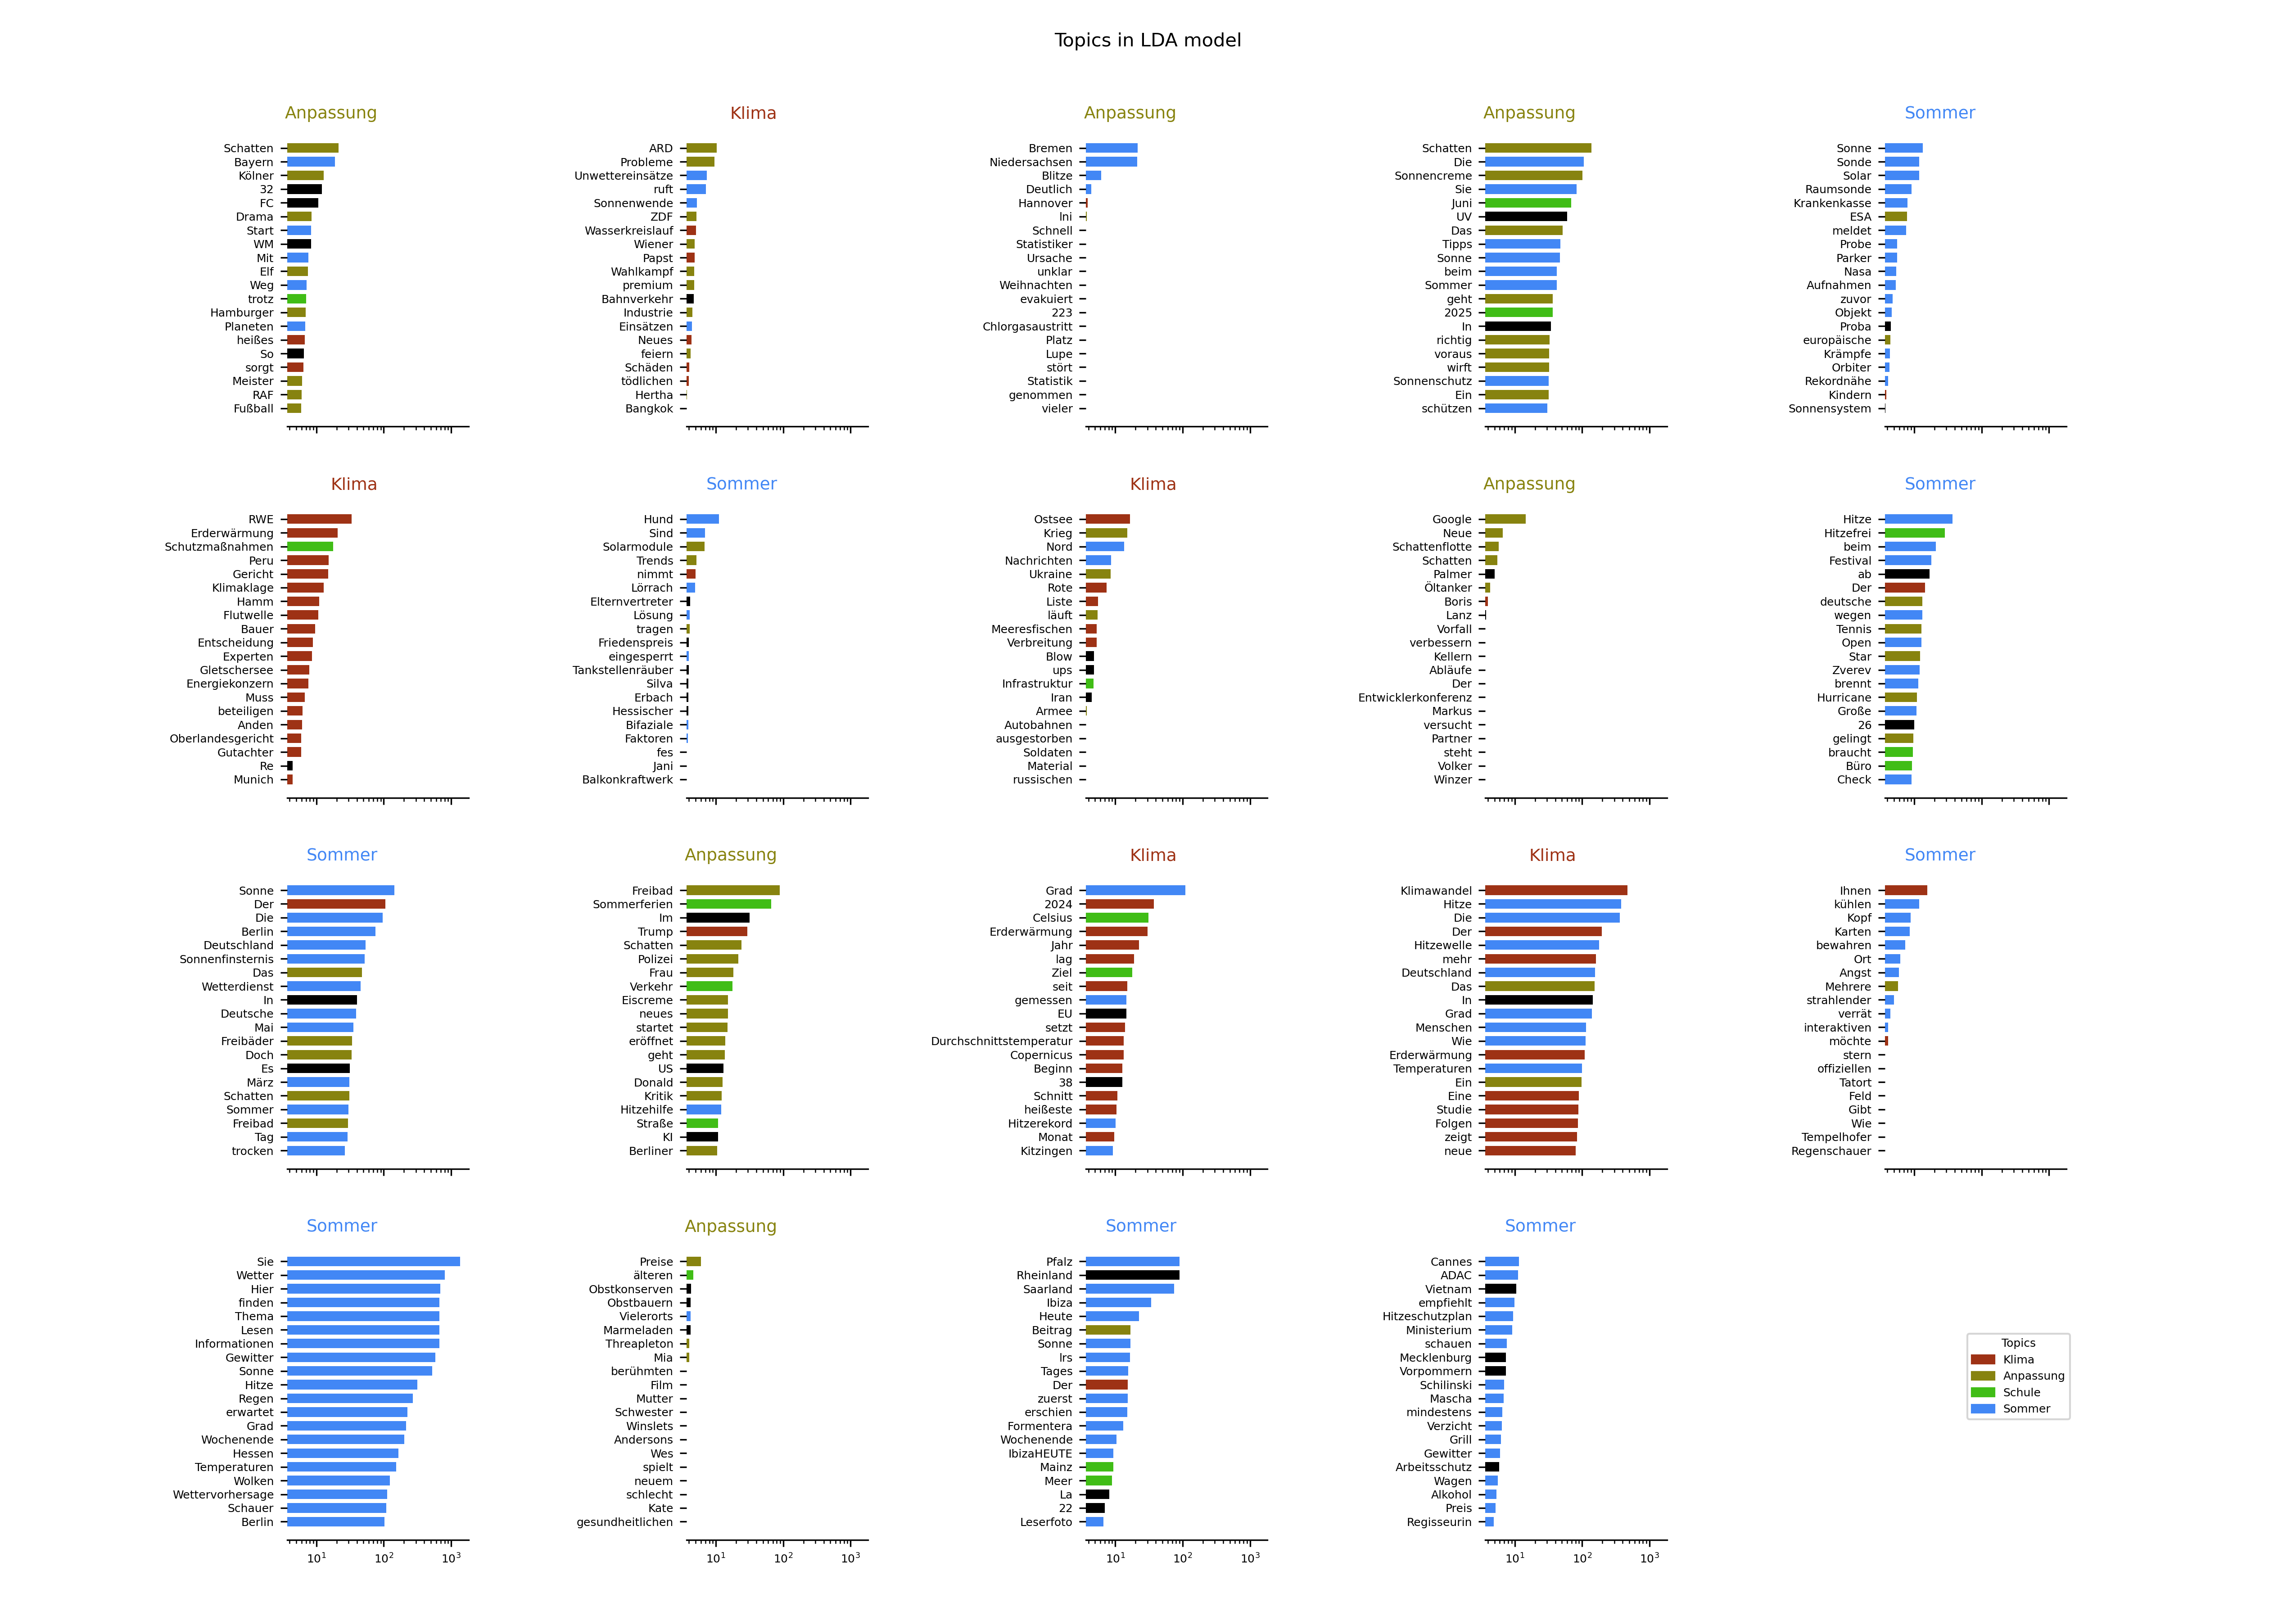 Topics in LDA model
Anpassung
Schatten
Bayern
Kölner
32
FC
Drama
Start
WM
Mit
Elf
Weg
trotz
Hamburger
Planeten
heißes
So
sorgt
Meister
RAF
Fußball
Klima
ARD
Probleme
Unwettereinsätze
ruft
Sonnenwende
ZDF
Wasserkreislauf
Wiener
Papst
Wahlkampf
premium
Bahnverkehr
Industrie
Einsätzen
Neues
feiern
Schäden
tödlichen
Hertha
Bangkok
Anpassung
Bremen
Niedersachsen
Blitze
Deutlich
Hannover
Ini
Schnell
Statistiker
Ursache
unklar
Weihnachten
evakuiert
223
Chlorgasaustritt
Platz
Lupe
stört
Statistik
genommen
vieler
Anpassung
Schatten
Die
Sonnencreme
Sie
Juni
UV
Das
Tipps
Sonne
beim
Sommer
geht
2025
In
richtig
voraus
wirft
Sonnenschutz
Ein
schützen
Sommer
Sonne
Sonde
Solar
Raumsonde
Krankenkasse
ESA
meldet
Probe
Parker
Nasa
Aufnahmen
zuvor
Objekt
Proba
europäische
Krämpfe
Orbiter
Rekordnähe
Kindern
Sonnensystem
Klima
RWE
Erderwärmung
Schutzmaßnahmen
Peru
Gericht
Klimaklage
Hamm
Flutwelle
Bauer
Entscheidung
Experten
Gletschersee
Energiekonzern
Muss
beteiligen
Anden
Oberlandesgericht
Gutachter
Re
Munich
Sommer
Hund
Sind
Solarmodule
Trends
nimmt
Lörrach
Elternvertreter
Lösung
tragen
Friedenspreis
eingesperrt
Tankstellenräuber
Silva
Erbach
Hessischer
Bifaziale
Faktoren
fes
Jani
Balkonkraftwerk
Klima
Ostsee
Krieg
Nord
Nachrichten
Ukraine
Rote
Liste
läuft
Meeresfischen
Verbreitung
Blow
ups
Infrastruktur
Iran
Armee
Autobahnen
ausgestorben
Soldaten
Material
russischen
Anpassung
Google
Neue
Schattenflotte
Schatten
Palmer
Öltanker
Boris
Lanz
Vorfall
verbessern
Kellern
Abläufe
Der
Entwicklerkonferenz
Markus
versucht
Partner
steht
Volker
Winzer
Sommer
Hitze
Hitzefrei
beim
Festival
ab
Der
deutsche
wegen
Tennis
Open
Star
Zverev
brennt
Hurricane
Große
26
gelingt
braucht
Büro
Check
Sommer
Sonne
Der
Die
Berlin
Deutschland
Sonnenfinsternis
Das
Wetterdienst
In
Deutsche
Mai
Freibäder
Doch
Es
März
Schatten
Sommer
Freibad
Tag
trocken
Anpassung
Freibad
Sommerferien
Im
Trump
Schatten
Polizei
Frau
Verkehr
Eiscreme
neues
startet
eröffnet
geht
US
Donald
Kritik
Hitzehilfe
Straße
KI
Berliner
Klima
Grad
2024
Celsius
Erderwärmung
Jahr
lag
Ziel
seit
gemessen
EU
setzt
Durchschnittstemperatur
Copernicus
Beginn
38
Schnitt
heißeste
Hitzerekord
Monat
Kitzingen
Klima
Klimawandel
Hitze
Die
Der
Hitzewelle
mehr
Deutschland
Das
In
Grad
Menschen
Wie
Erderwärmung
Temperaturen
Ein
Eine
Studie
Folgen
zeigt
neue
Sommer
Ihnen
kühlen
Kopf
Karten
bewahren
Ort
Angst
Mehrere
strahlender
verrät
interaktiven
möchte
stern
offiziellen
Tatort
Feld
Gibt
Wie
Tempelhofer
Regenschauer
Sommer
Sie
Wetter
Hier
finden
Thema
Lesen
Informationen
Gewitter
Sonne
Hitze
Regen
erwartet
Grad
Wochenende
Hessen
Temperaturen
Wolken
Wettervorhersage
Schauer
Berlin
10¹ 10² 10³
Anpassung
Preise
älteren
Obstkonserven
Obstbauern
Vielerorts
Marmeladen
Threapleton
Mia
berühmten
Film
Mutter
Schwester
Winslets
Andersons
Wes
spielt
neuem
schlecht
Kate
gesundheitlichen
10¹ 10² 10³
Sommer
Pfalz
Rheinland
Saarland
Ibiza
Heute
Beitrag
Sonne
Irs
Tages
Der
zuerst
erschien
Formentera
Wochenende
IbizaHEUTE
Mainz
Meer
La
22
Leserfoto
10¹ 10² 10³
Sommer
Cannes
ADAC
Vietnam
empfiehlt
Hitzeschutzplan
Ministerium
schauen
Mecklenburg
Vorpommern
Schilinski
Mascha
mindestens
Verzicht
Grill
Gewitter
Arbeitsschutz
Wagen
Alkohol
Preis
Regisseurin
10¹ 10² 10³
Topics
Klima
Anpassung
Schule
Sommer